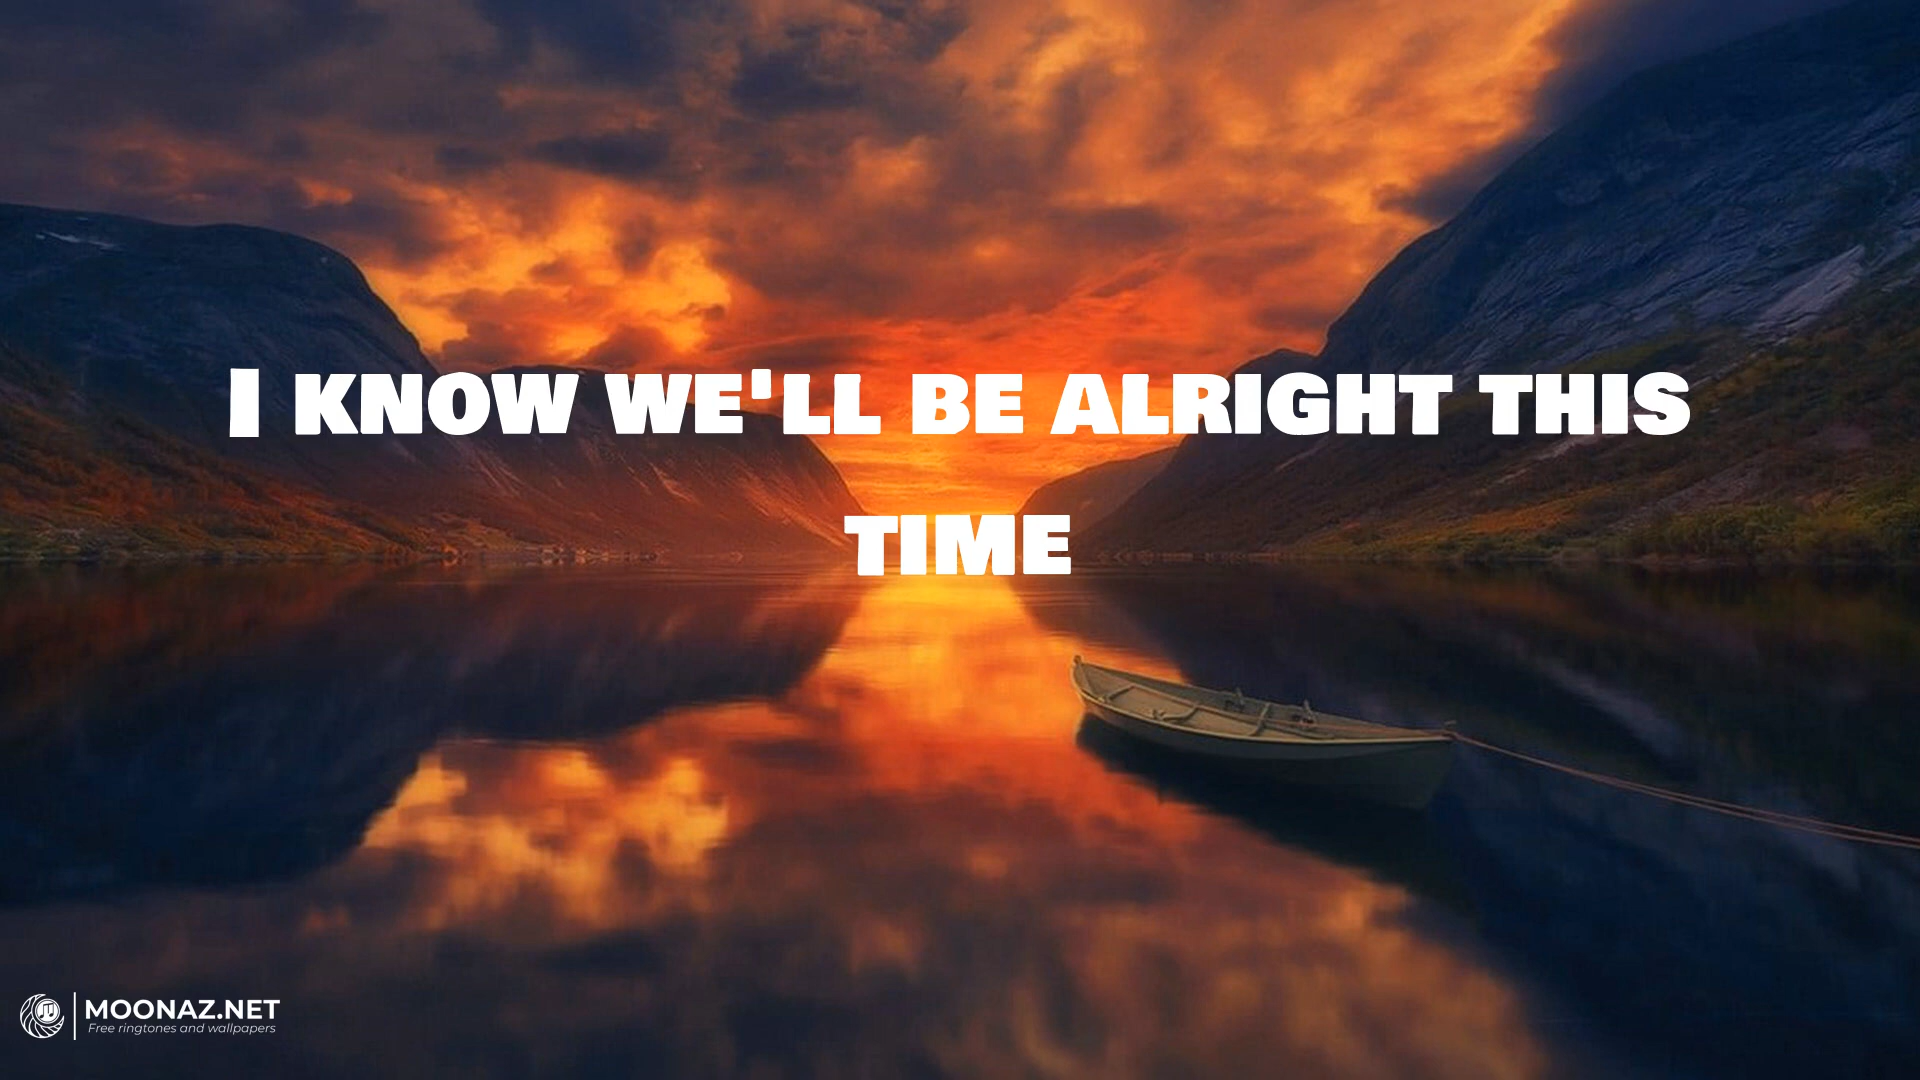 I KNOW WE'LL BE ALRIGHT THIS
TIME
MOONAZ.NET
Free ringtones and wallpapers